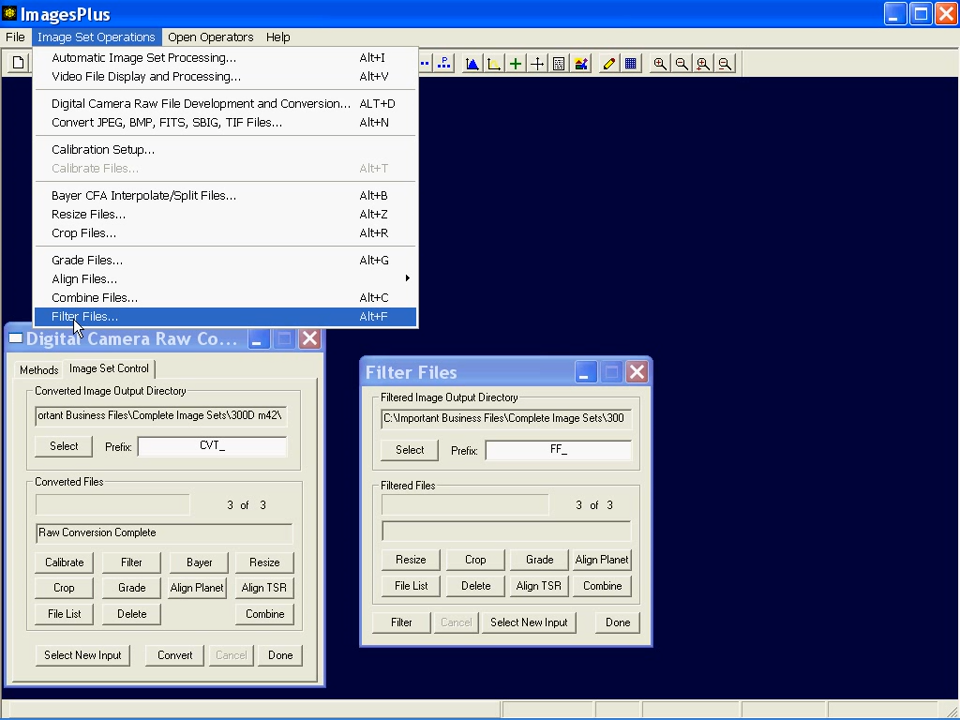 ImagesPlus
File Image Set Operations Open Operators Help
Automatic Image Set Processing... Alt+I
Video File Display and Processing... Alt+V
Digital Camera Raw File Development and Conversion... ALT+D
Convert JPEG, BMP, FITS, SBIG, TIF Files... Alt+N
Calibration Setup...
Calibrate Files... Alt+T
Bayer CFA Interpolate/Split Files... Alt+B
Resize Files... Alt+Z
Crop Files... Alt+R
Grade Files... Alt+G
Align Files...
Combine Files... Alt+C
Filter Files... Alt+F
Digital Camera Raw Co...
Methods Image Set Control
Converted Image Output Directory
ortant Business Files\Complete Image Sets\300D m42\
Select Prefix: CVT_
Converted Files
3 of 3
Raw Conversion Complete
Calibrate Filter Bayer Resize
Crop Grade Align Planet Align TSR
File List Delete Combine
Select New Input Convert Cancel Done
Filter Files
Filtered Image Output Directory
C:\Important Business Files\Complete Image Sets\300
Select Prefix: FF_
Filtered Files
3 of 3
Resize Crop Grade Align Planet
File List Delete Align TSR Combine
Filter Cancel Select New Input Done